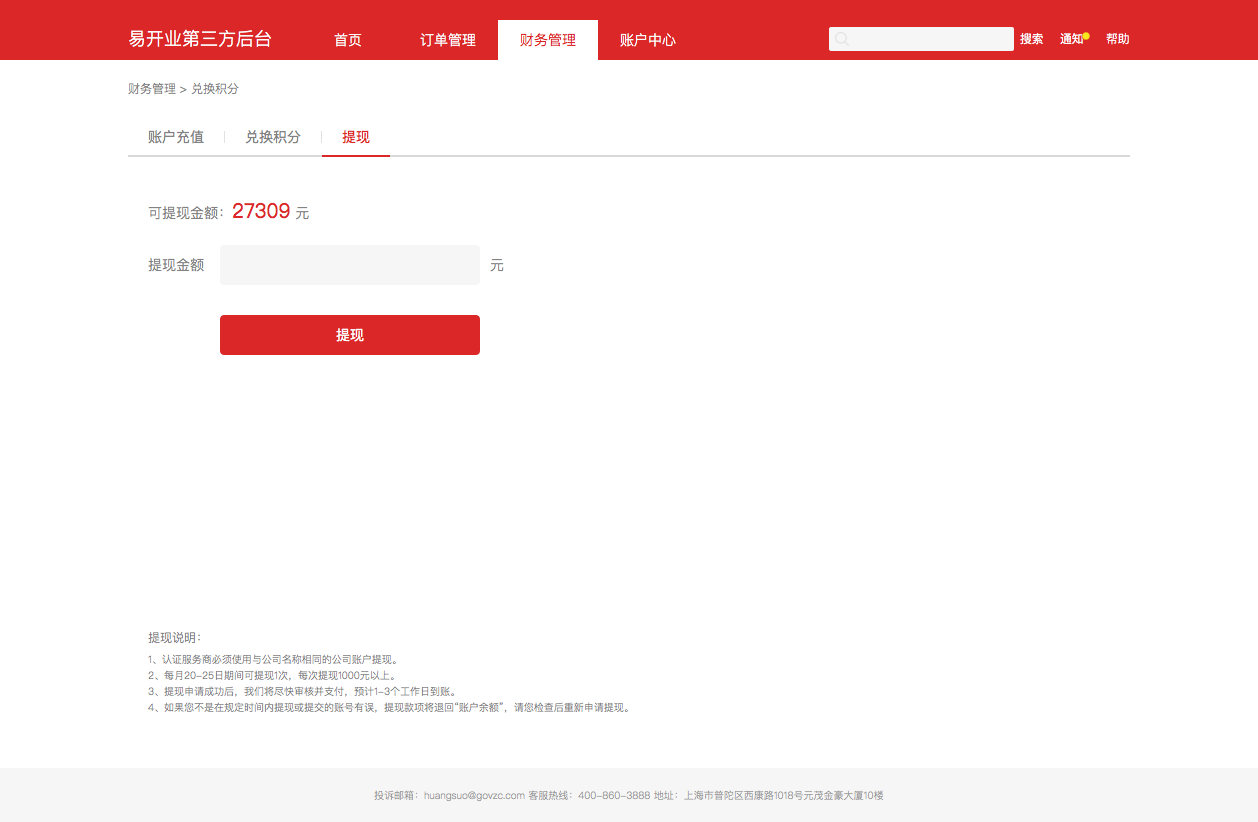 易开业第三方后台 首页 订单管理 财务管理 账户中心 搜索 通知 帮助
财务管理 > 兑换积分
账户充值 兑换积分 提现
可提现金额：27309 元
提现金额 元
提现
提现说明：
1、认证服务商必须使用与公司名称相同的公司账户提现。
2、每月20-25日期间可提现1次，每次提现1000元以上。
3、提现申请成功后，我们将尽快审核并支付，预计1-3个工作日到账。
4、如果您不是在规定时间内提现或提交的账号有误，提现款项将退回“账户余额”，请您检查后重新申请提现。
投诉邮箱：huangsuo@govzc.com 客服热线：400-860-3888 地址：上海市普陀区西康路1018号元茂金豪大厦10楼